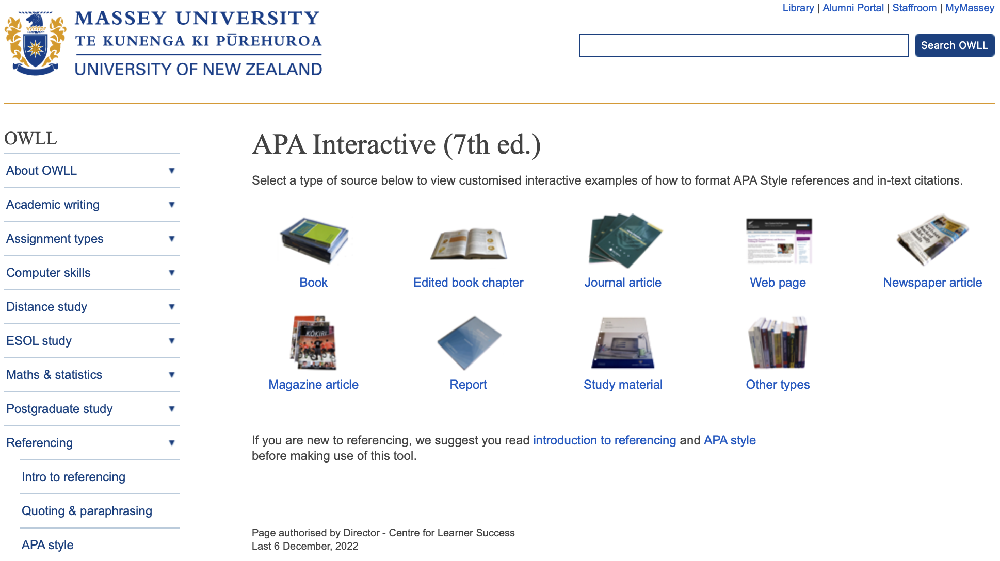 MASSEY UNIVERSITY
TE KUNENGA KI PŪREHUROA
UNIVERSITY OF NEW ZEALAND
Library | Alumni Portal | Staffroom | MyMassey
Search OWLL
OWLL
About OWLL
Academic writing
Assignment types
Computer skills
Distance study
ESOL study
Maths & statistics
Postgraduate study
Referencing
Intro to referencing
Quoting & paraphrasing
APA style
APA Interactive (7th ed.)
Select a type of source below to view customised interactive examples of how to format APA Style references and in-text citations.
Book
Edited book chapter
Journal article
Web page
Newspaper article
KŌKIRI
Magazine article
Report
Study material
Other types
If you are new to referencing, we suggest you read introduction to referencing and APA style
before making use of this tool.
Page authorised by Director - Centre for Learner Success
Last 6 December, 2022